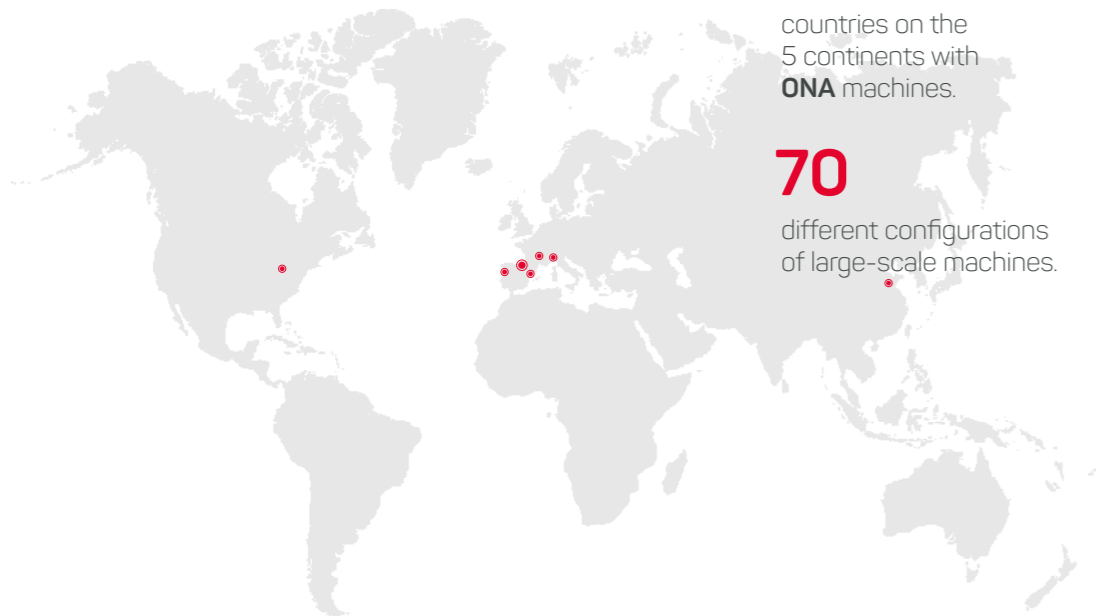 countries on the
5 continents with
ONA machines.
70
different configurations
of large-scale machines.